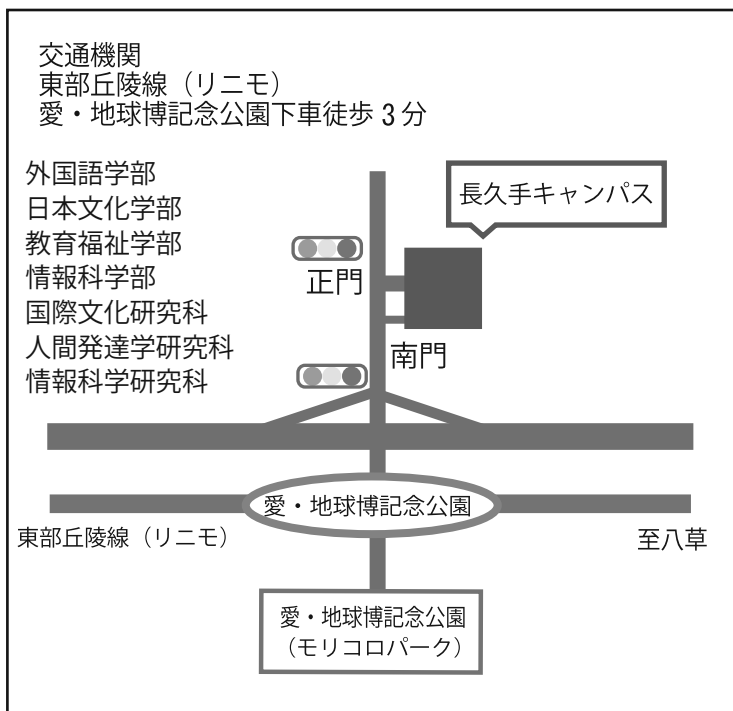 交通機関
東部丘陵線（リニモ）
愛・地球博記念公園下車徒歩 3 分
外国語学部
日本文化学部
教育福祉学部
情報科学部
国際文化研究科
人間発達学研究科
情報科学研究科
長久手キャンパス
正門
南門
愛・地球博記念公園
東部丘陵線（リニモ）
至八草
愛・地球博記念公園
（モリコロパーク）